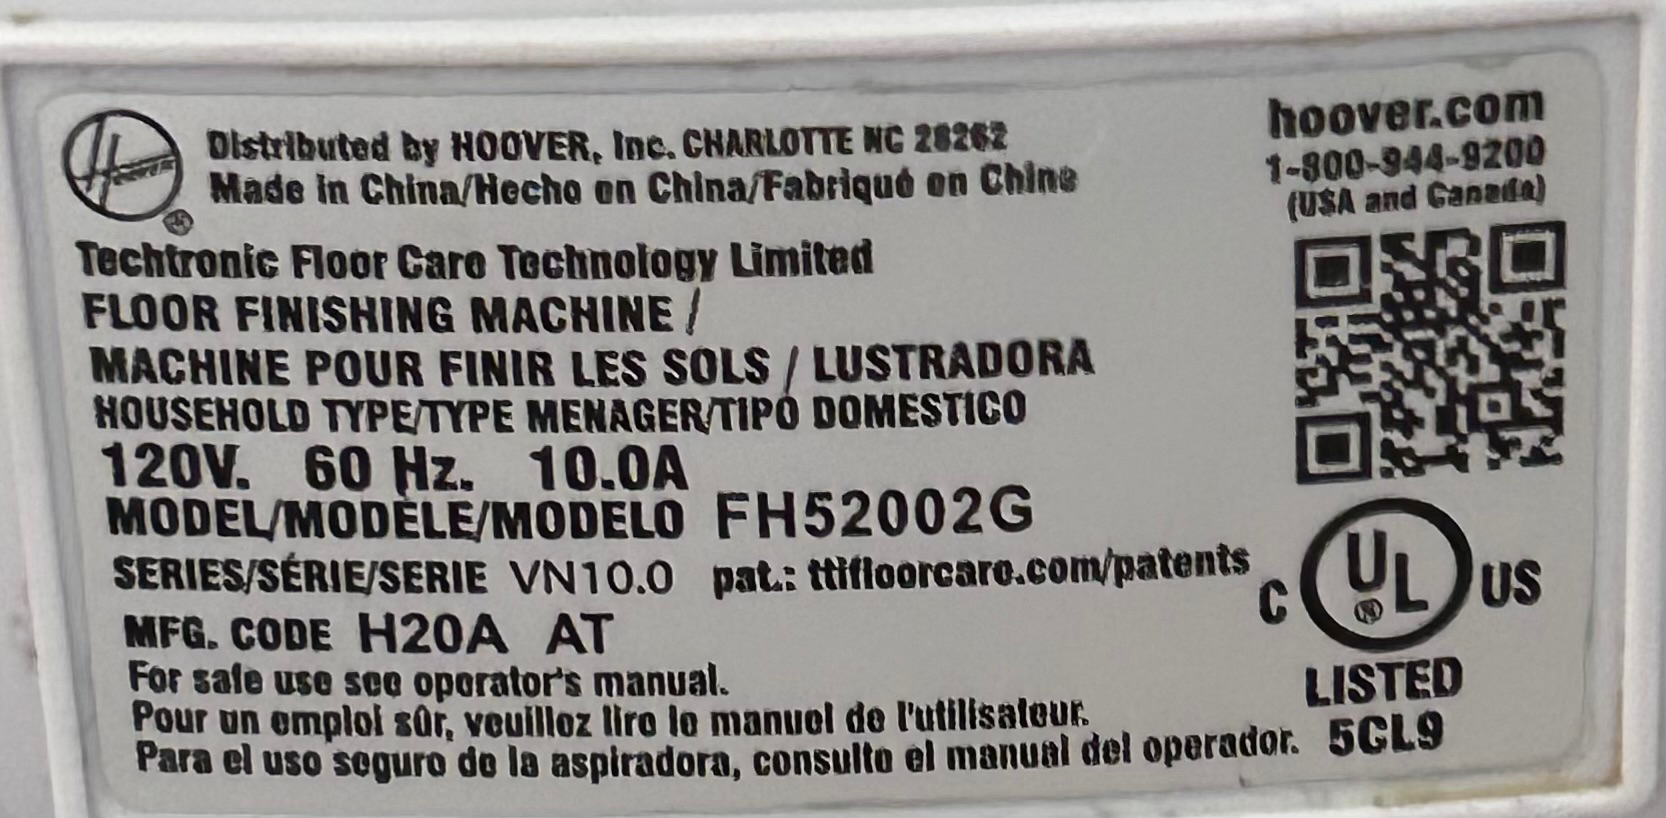 Hoover
Distributed by HOOVER, Inc. CHARLOTTE NC 28262
Made in China/Hecho en China/Fabriqué en Chine
Techtronic Floor Care Technology Limited
FLOOR FINISHING MACHINE /
MACHINE POUR FINIR LES SOLS / LUSTRADORA
HOUSEHOLD TYPE/TYPE MENAGER/TIPO DOMESTICO
120V. 60 Hz. 10.0A
MODEL/MODÈLE/MODELO FH52002G
SERIES/SÉRIE/SERIE VN10.0 pat.: ttifloorcare.com/patents
MFG. CODE H20A AT
For safe use see operator's manual.
Pour un emploi sûr, veuillez lire le manuel de l'utilisateur.
Para el uso seguro de la aspiradora, consulte el manual del operador.
hoover.com
1-800-944-9200
(USA and Canada)
C UL US
LISTED
5CL9